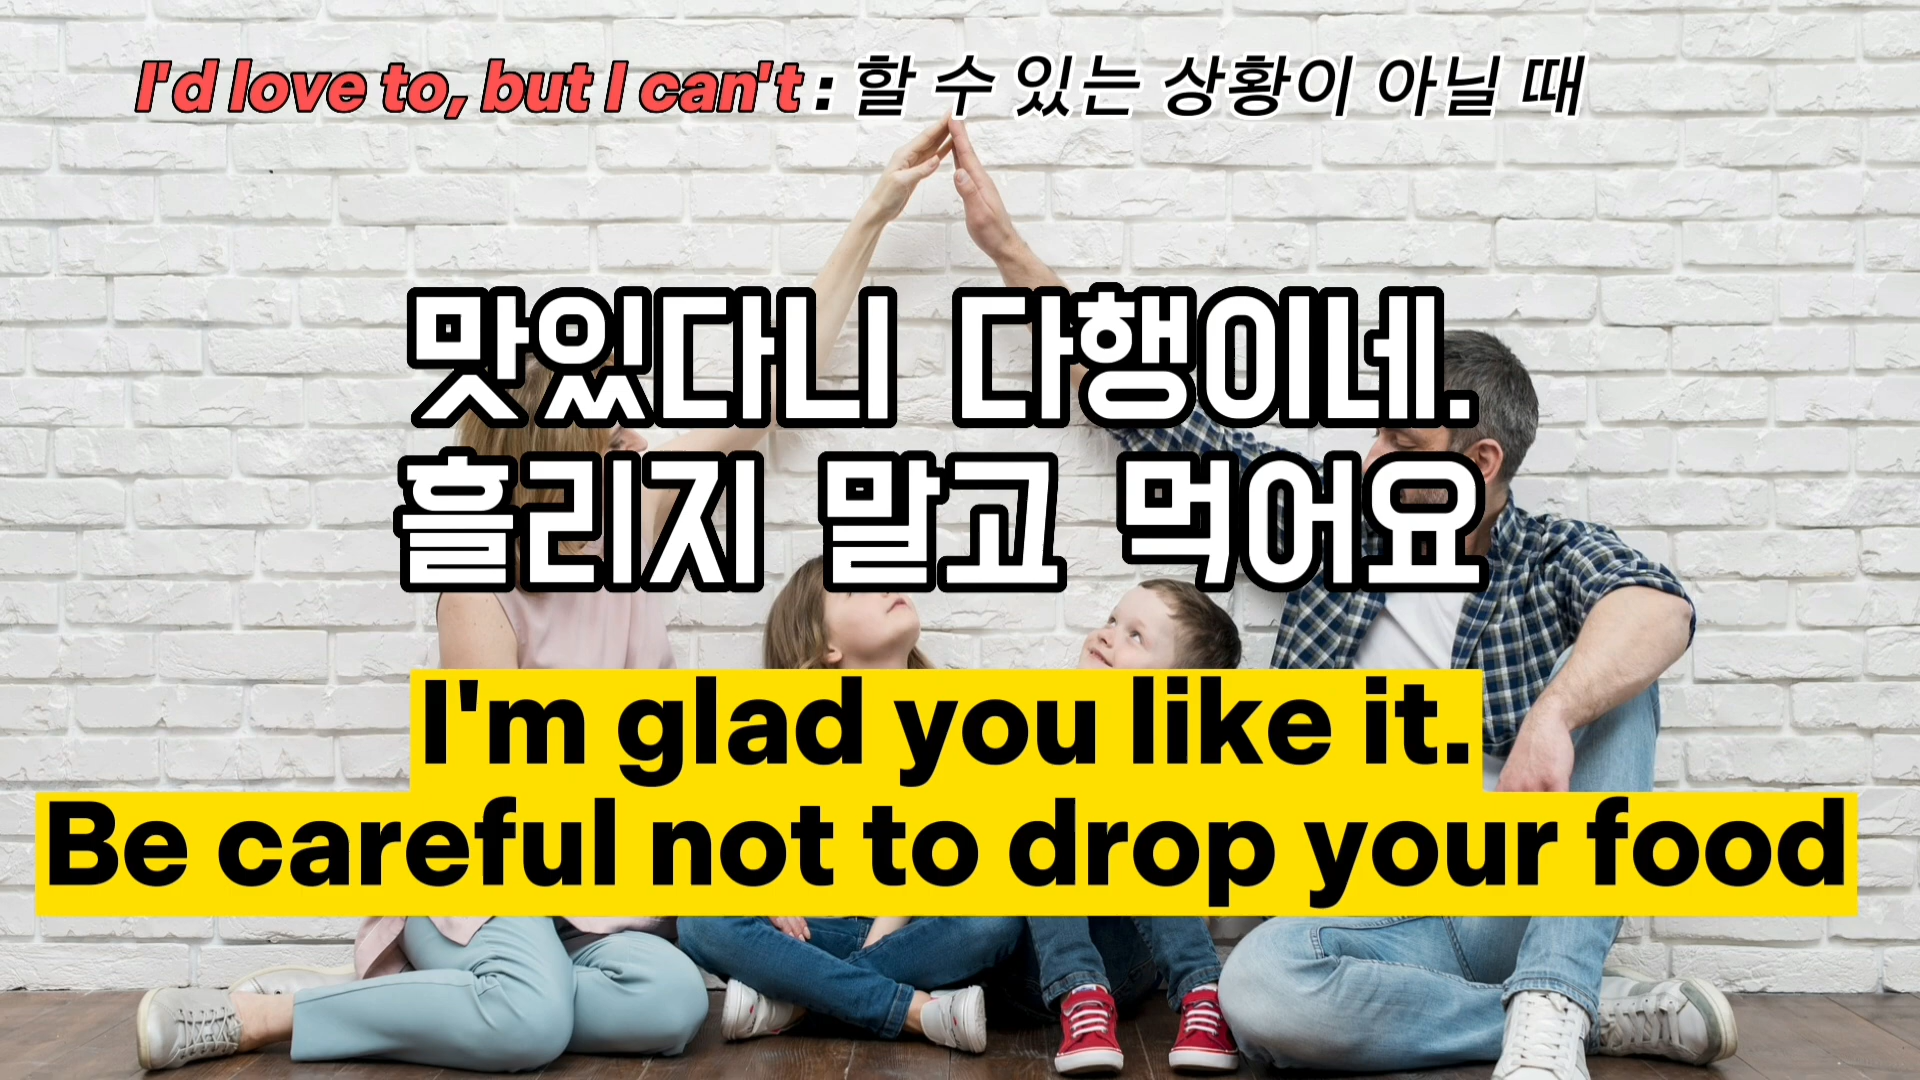 I'd love to, but I can't : 할 수 있는 상황이 아닐 때
맛있다니 다행이네.
흘리지 말고 먹어요
I'm glad you like it.
Be careful not to drop your food